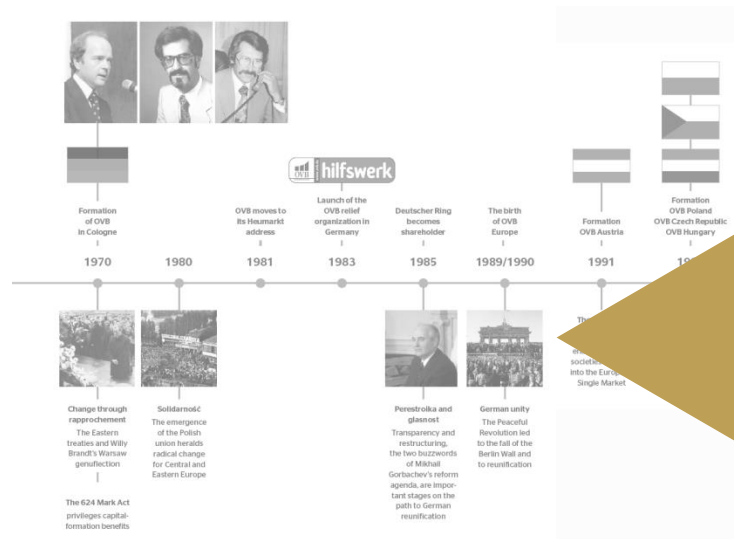 OVB
hilfswerk
Formation
of OVB
in Cologne
OVB moves to
its Heumarkt
address
Launch of the
OVB relief
organization in
Germany
Deutscher Ring
becomes
shareholder
The birth
of OVB
Europe
Formation
OVB Austria
Formation
OVB Poland
OVB Czech Republic
OVB Hungary
1970
1980
1981
1983
1985
1989/1990
1991
Change through
rapprochement
The Eastern
treaties and Willy
Brandt's Warsaw
genuflection
The 624 Mark Act
privileges capital-
formation benefits
Solidarność
The emergence
of the Polish
union heralds
radical change
for Central and
Eastern Europe
Perestroika and
glasnost
Transparency and
restructuring,
the two buzzwords
of Mikhail
Gorbachev's reform
agenda, are impor-
tant stages on the
path to German
reunification
German unity
The Peaceful
Revolution led
to the fall of the
Berlin Wall and
to reunification
societies
into the
Single Market